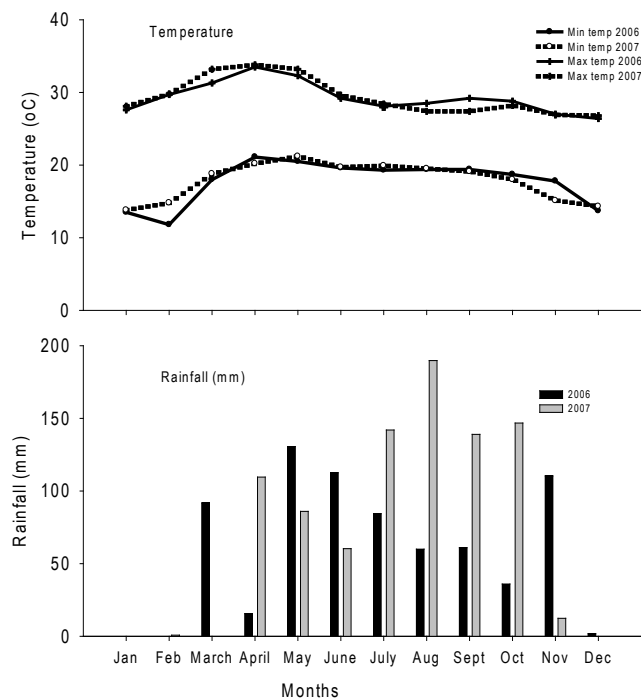 Temperature
Min temp 2006
Min temp 2007
Max temp 2006
Max temp 2007
40
30
20
10
0
Temperature (oC)
Rainfall (mm)
2006
2007
200
150
100
50
0
Rainfall (mm)
Jan Feb March April May June July Aug Sept Oct Nov Dec
Months